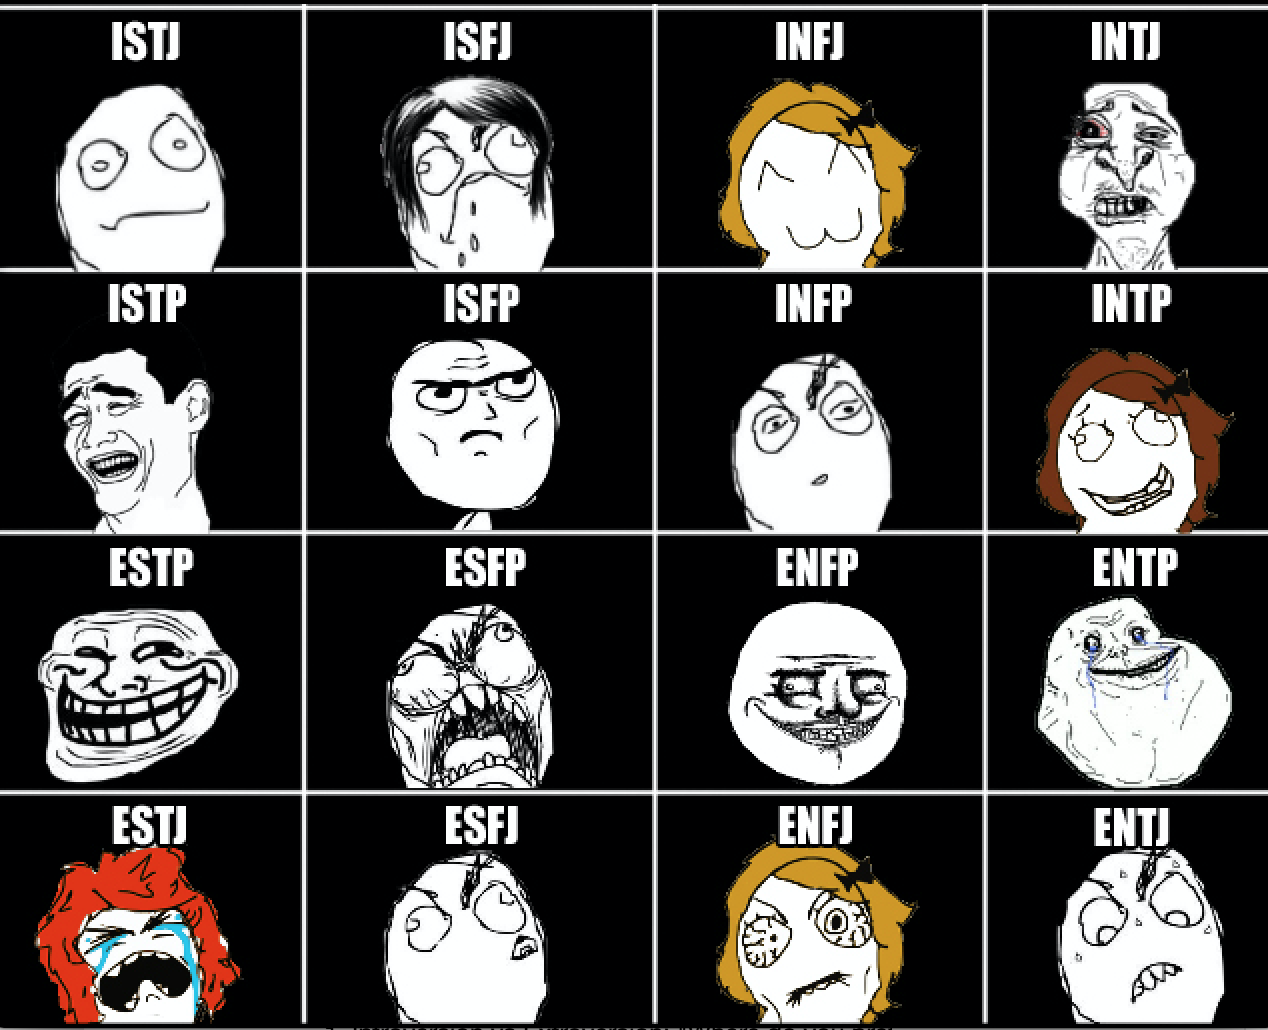 ISTJ ISFJ INFJ INTJ
ISTP ISFP INFP INTP
ESTP ESFP ENFP ENTP
ESTJ ESFJ ENFJ ENTJ